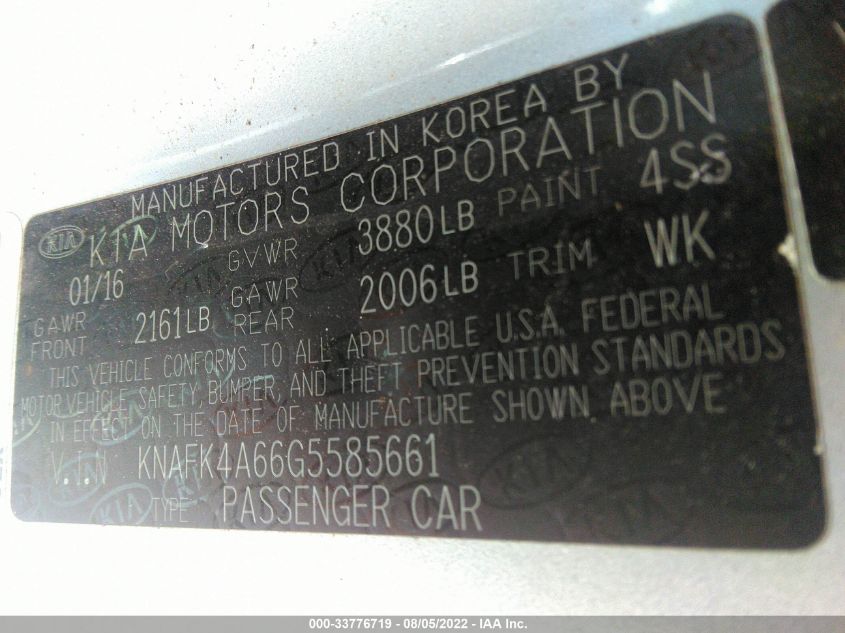 MANUFACTURED IN KOREA BY
KIA KIA MOTORS CORPORATION
01/16 GVWR 3880LB PAINT 4SS
GAWR FRONT 2161LB GAWR REAR 2006LB TRIM WK
THIS VEHICLE CONFORMS TO ALL APPLICABLE U.S.A. FEDERAL
MOTOR VEHICLE SAFETY, BUMPER, AND THEFT PREVENTION STANDARDS
IN EFFECT ON THE DATE OF MANUFACTURE SHOWN ABOVE
V.I.N KNAFK4A66G5585661
TYPE PASSENGER CAR
000-33776719 - 08/05/2022 - IAA Inc.